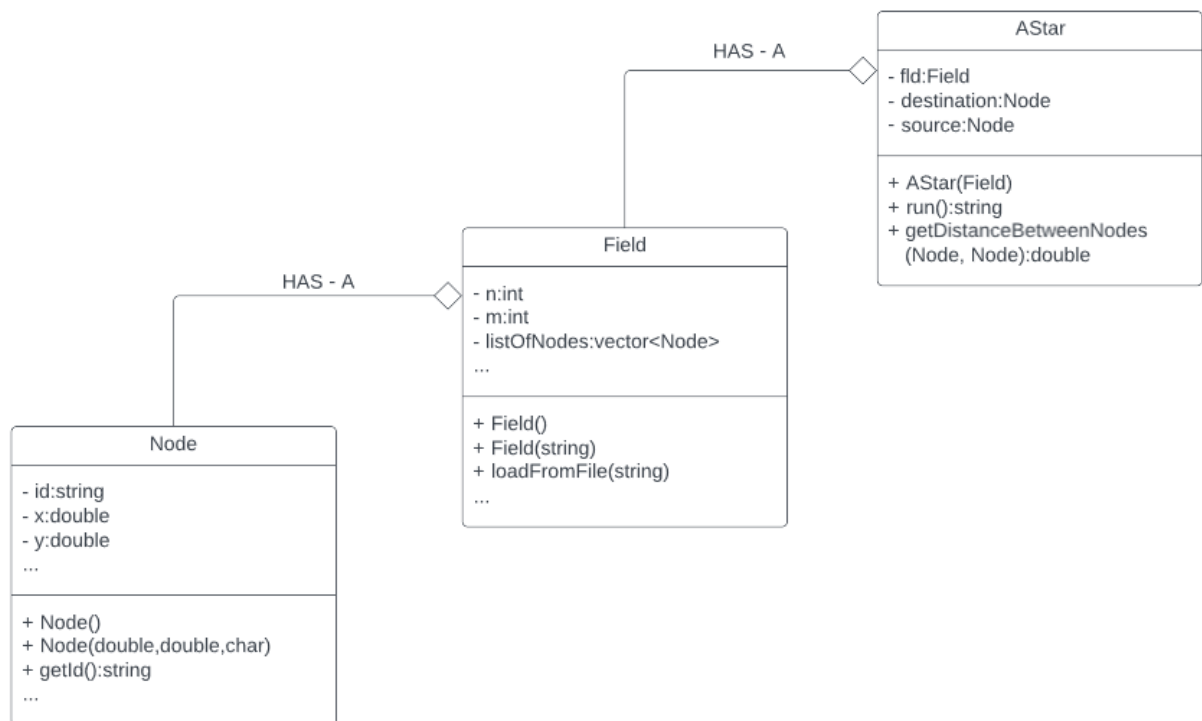 AStar
- fld:Field
- destination:Node
- source:Node
+ AStar(Field)
+ run():string
+ getDistanceBetweenNodes
(Node, Node):double
HAS - A
Field
- n:int
- m:int
- listOfNodes:vector<Node>
...
+ Field()
+ Field(string)
+ loadFromFile(string)
...
HAS - A
Node
- id:string
- x:double
- y:double
...
+ Node()
+ Node(double,double,char)
+ getId():string
...